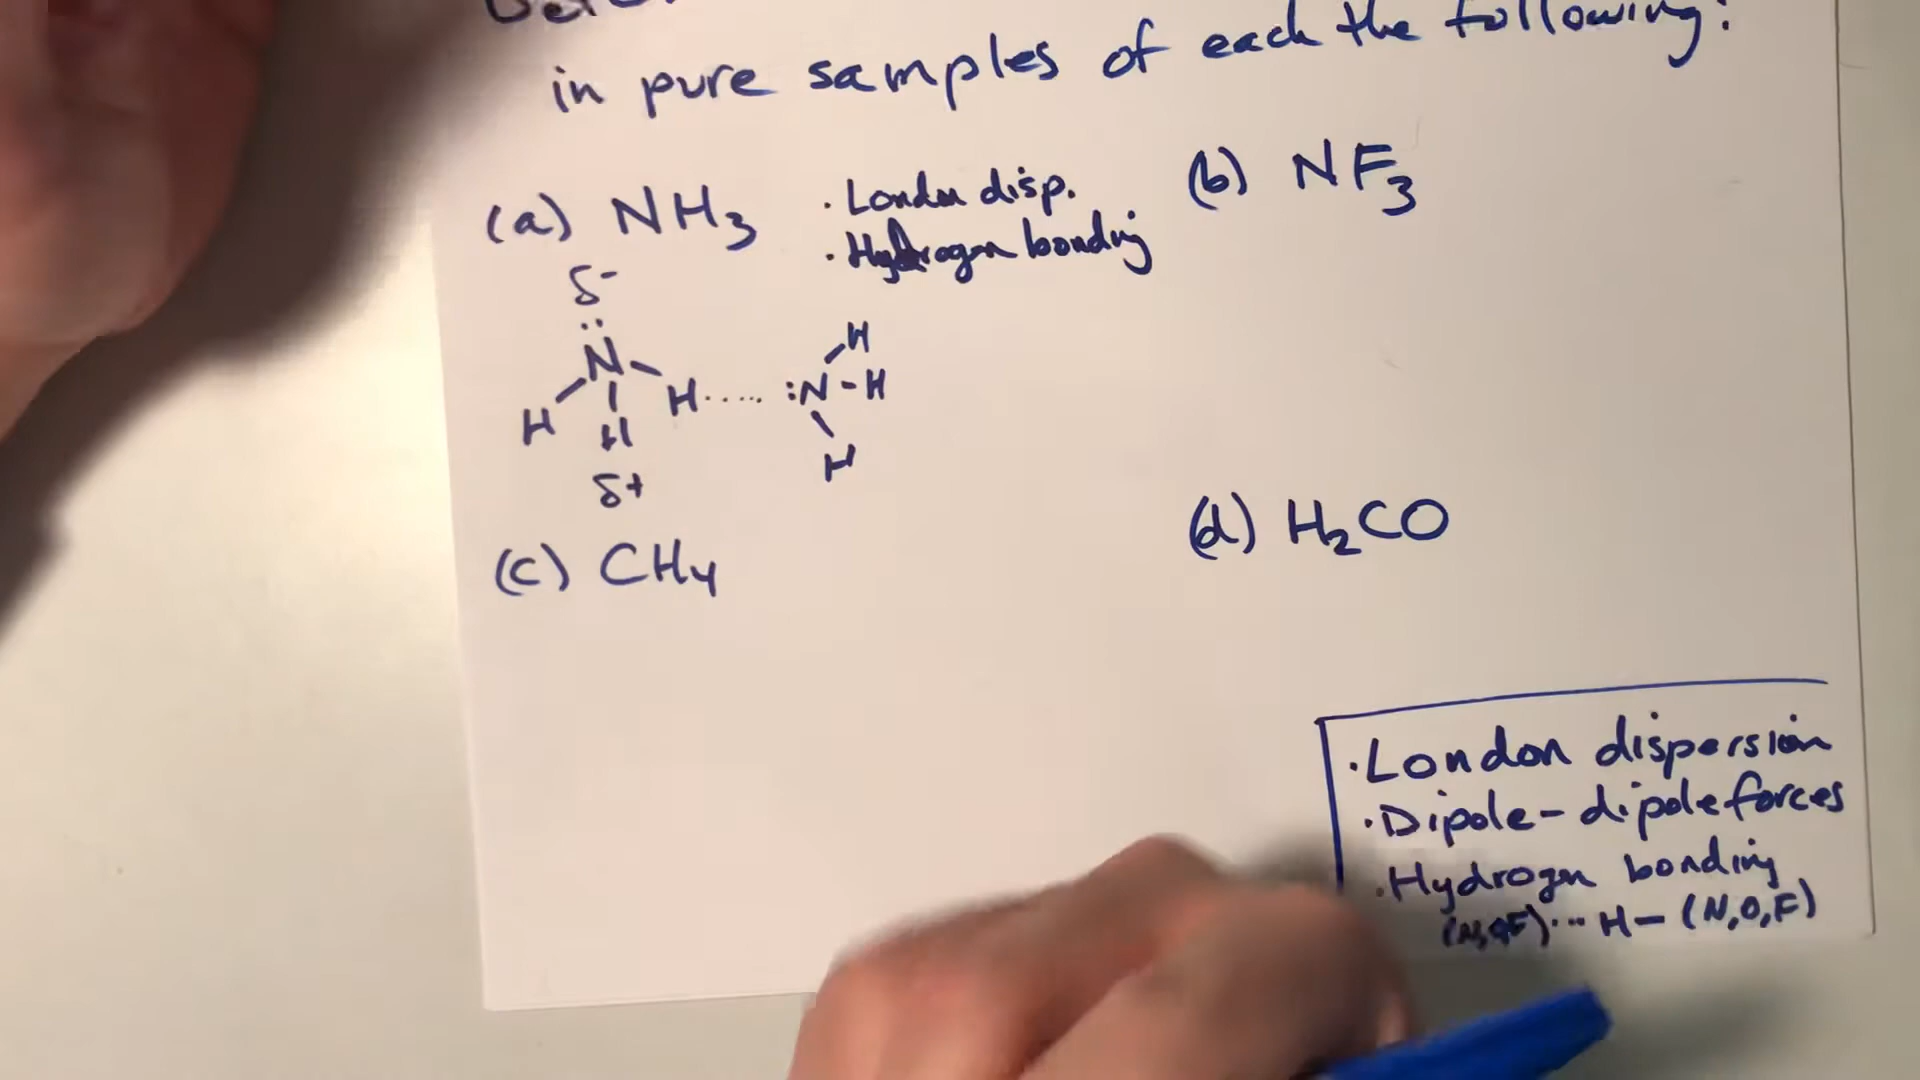 in pure samples of each the following:
(a) NH3
· London disp.
· Hydrogen bonding
δ-
N
H H H
δ+
..... :N - H
H
H
(b) NF3
(c) CH4
(d) H2CO
· London dispersion
· Dipole-dipole forces
· Hydrogen bonding
(N,O,F)··· H- (N,O,F)